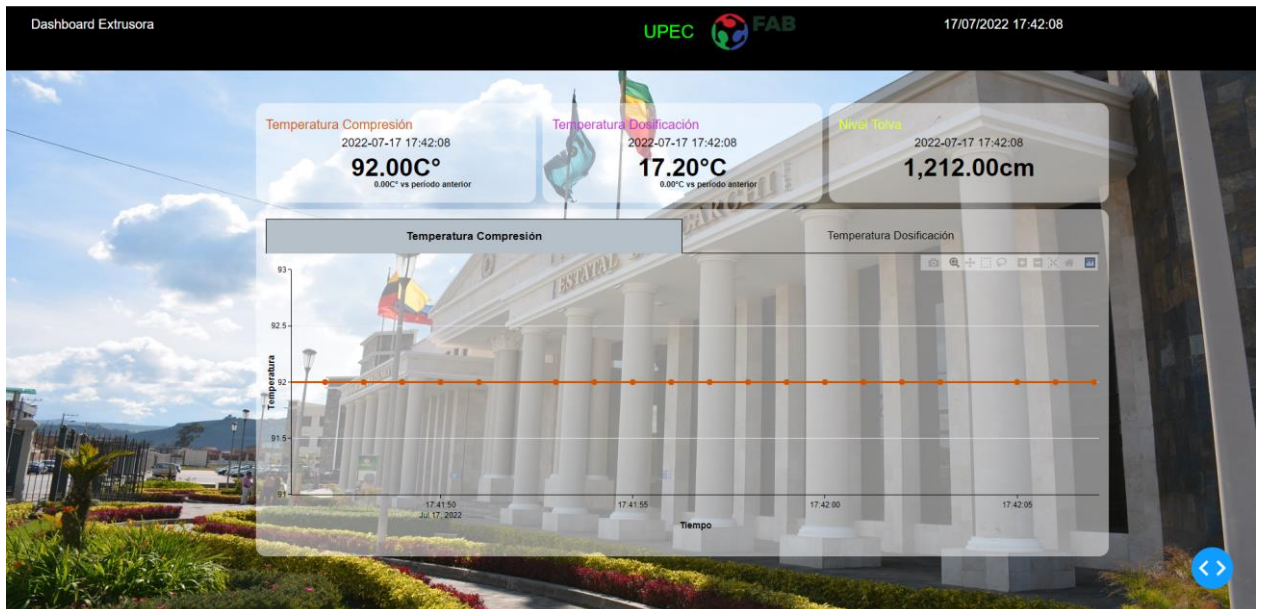 Dashboard Extrusora
UPEC
FAB
17/07/2022 17:42:08
Temperatura Compresión
2022-07-17 17:42:08
92.00C°
0.00C° vs periodo anterior
Temperatura Dosificación
2022-07-17 17:42:08
17.20°C
0.00°C vs periodo anterior
Nivel Tolva
2022-07-17 17:42:08
1,212.00cm
Temperatura Compresión
Temperatura Dosificación
ESTATAL
CARCHI
93
92.5
92
91.5
91
Temperatura
17:41:50
Jul 17, 2022
17:41:55
17:42:00
17:42:05
Tiempo